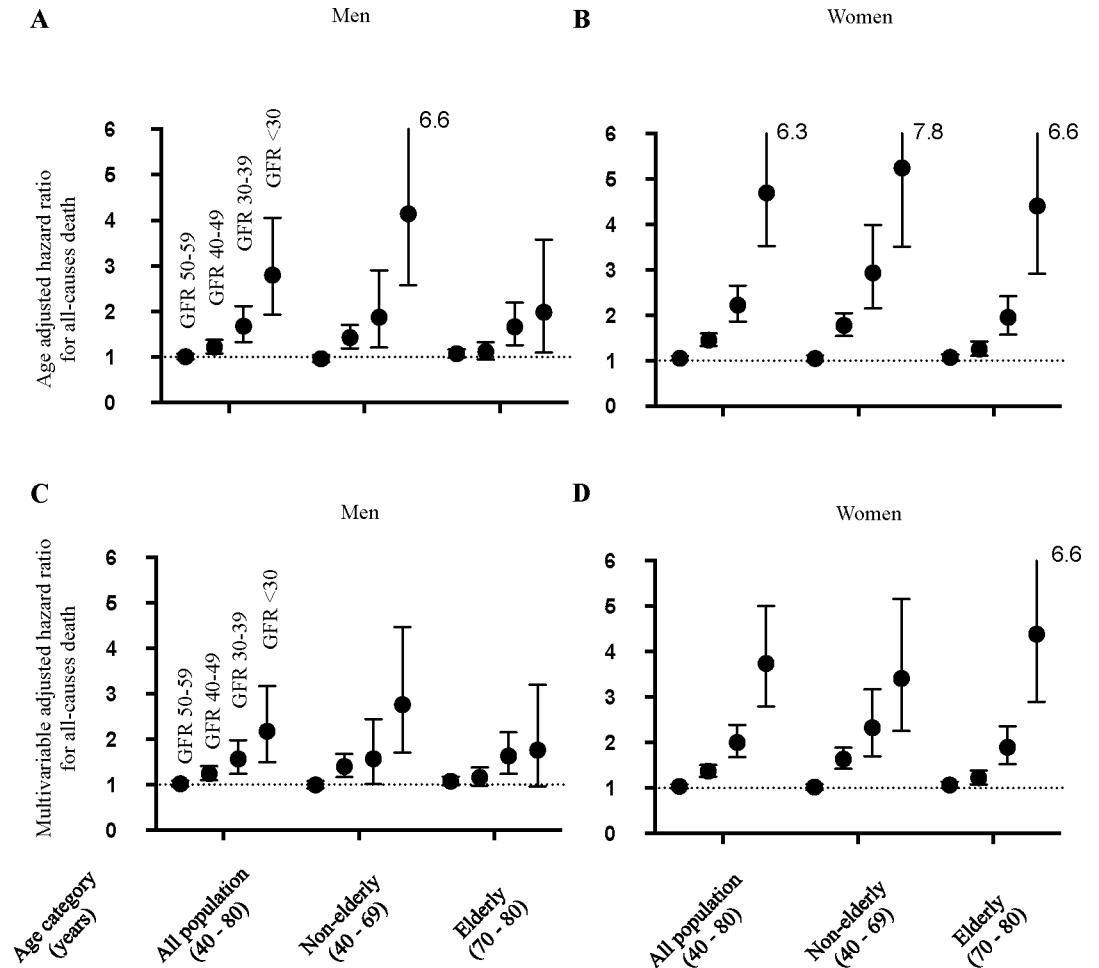 A
Men
Age adjusted hazard ratio
for all-causes death
6
5
4
3
2
1
0
GFR 50-59
GFR 40-49
GFR 30-39
GFR <30
6.6
B
Women
6
5
4
3
2
1
0
6.3
7.8
6.6
C
Men
Multivariable adjusted hazard ratio
for all-causes death
6
5
4
3
2
1
0
GFR 50-59
GFR 40-49
GFR 30-39
GFR <30
D
Women
6
5
4
3
2
1
0
6.6
Age category
(years)
All population
(40 - 80)
Non-elderly
(40 - 69)
Elderly
(70 - 80)
All population
(40 - 80)
Non-elderly
(40 - 69)
Elderly
(70 - 80)